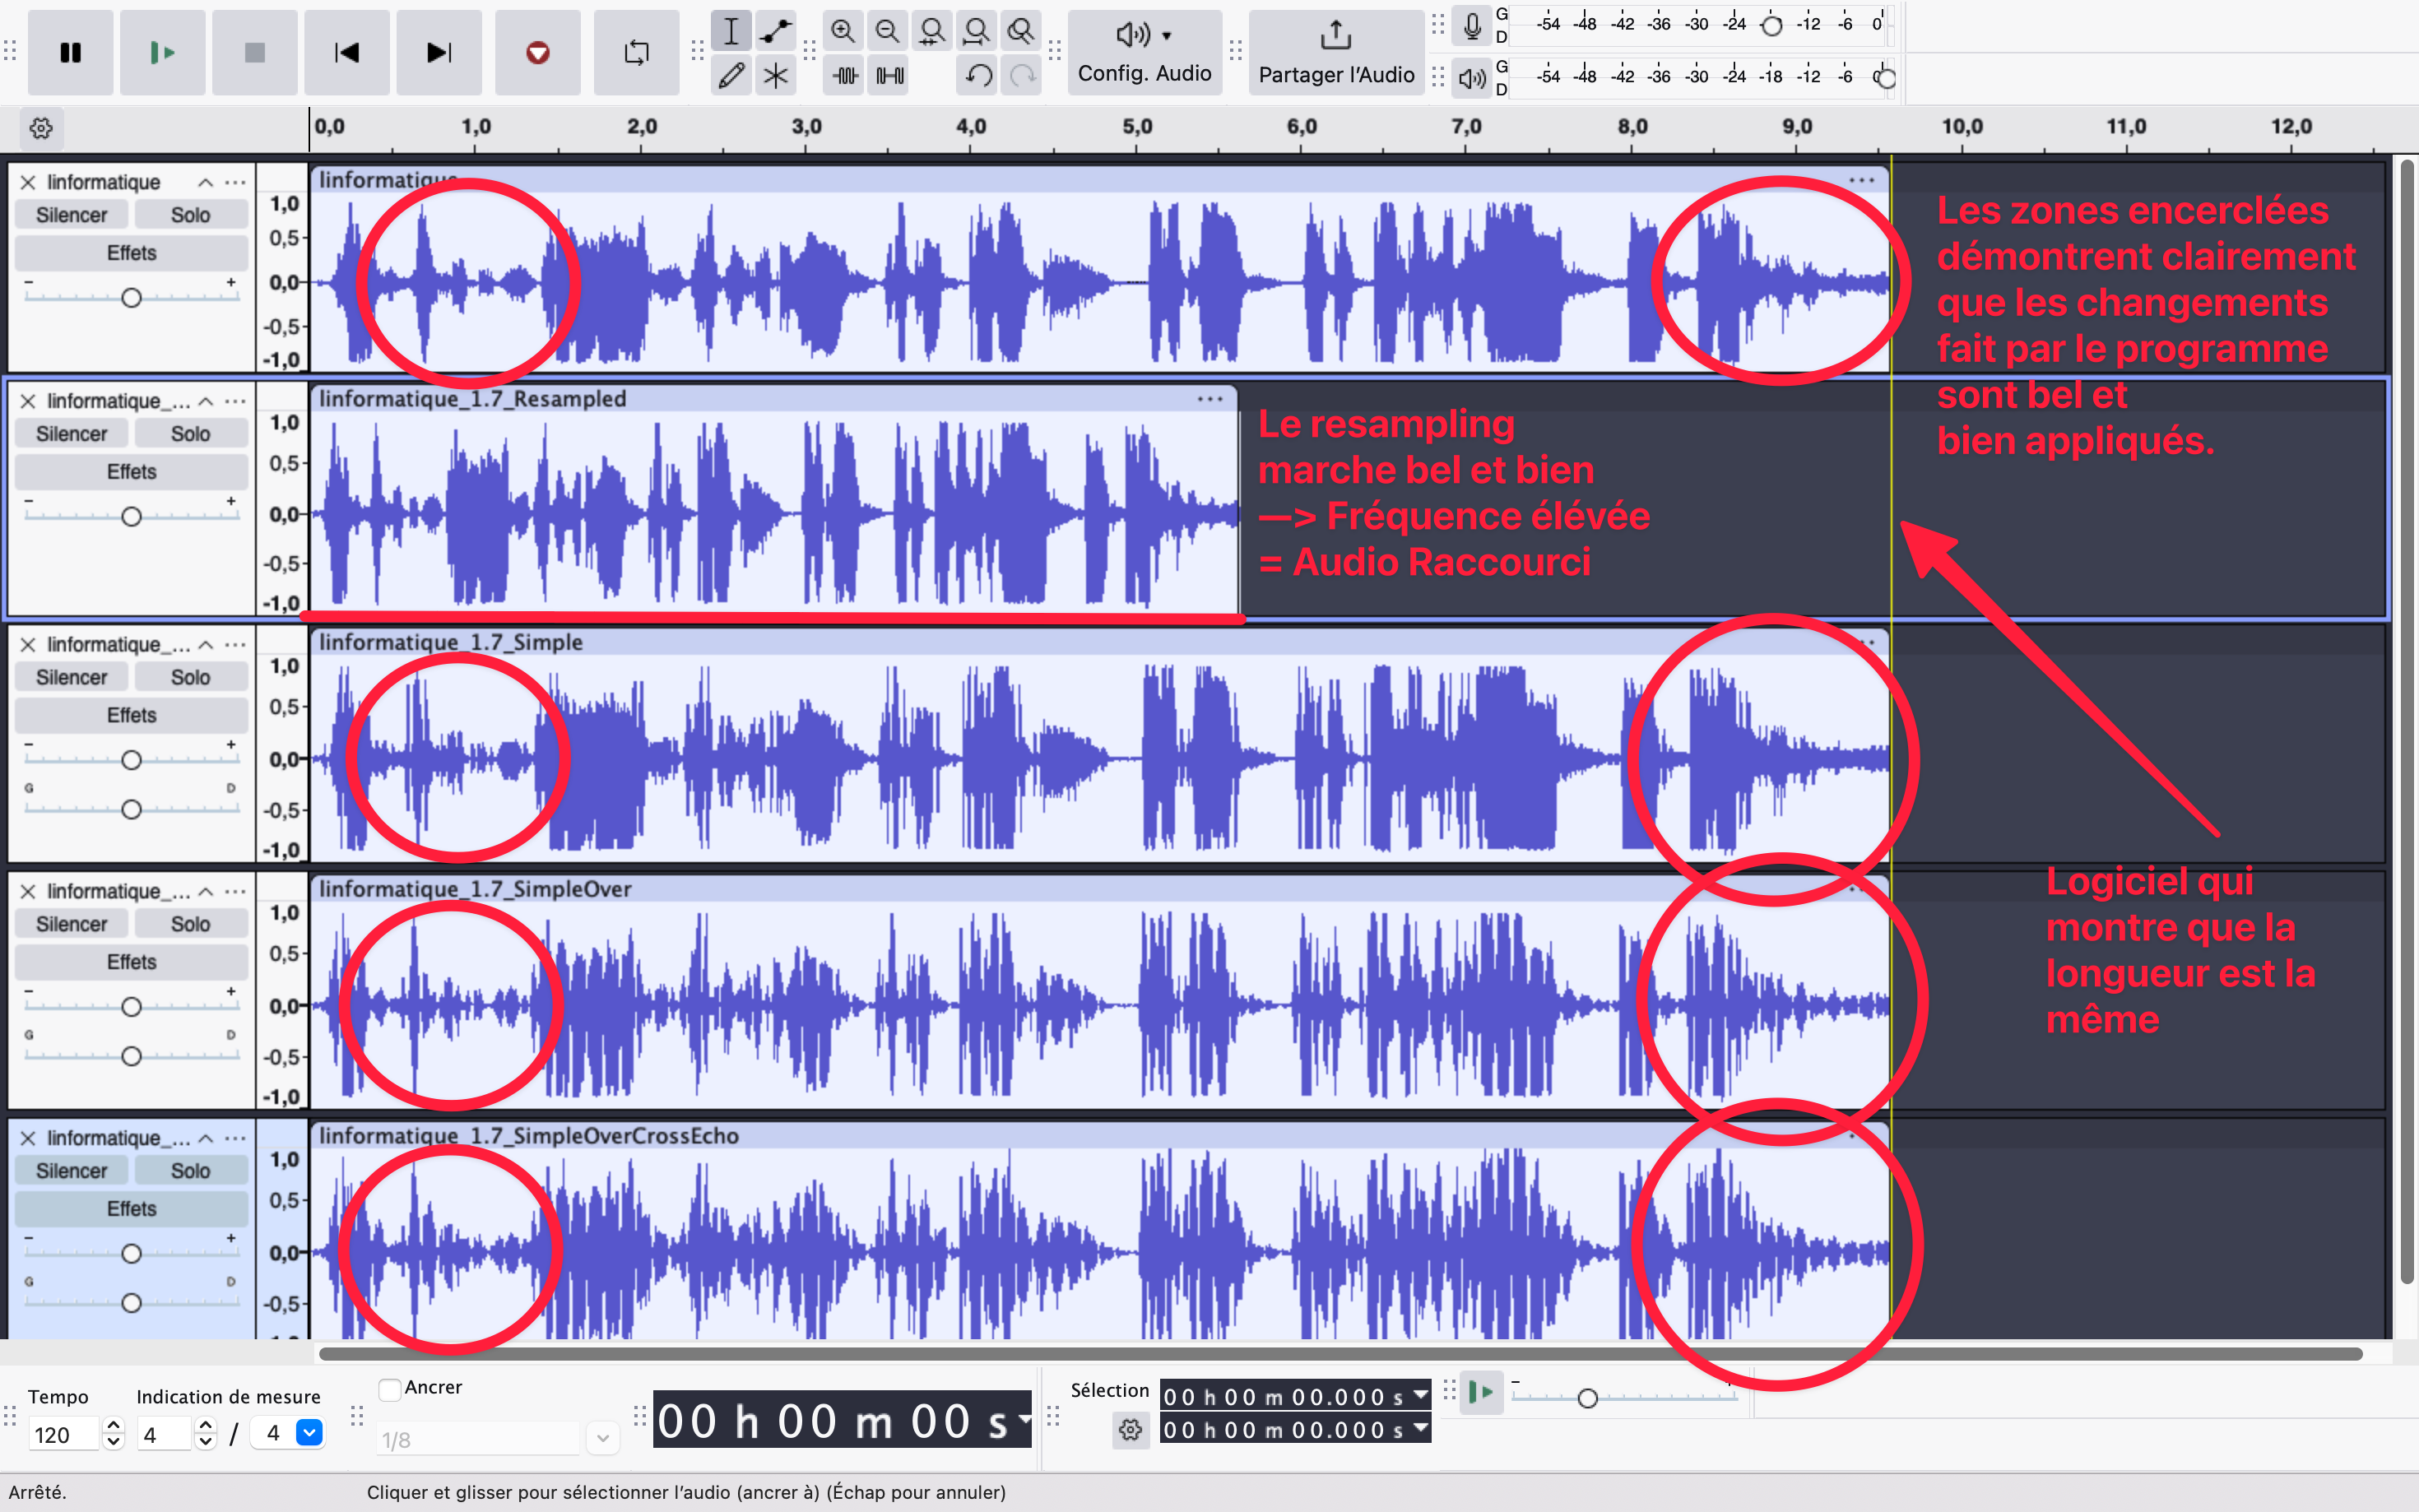 Config. Audio
Partager l'Audio
G
D
-54 -48 -42 -36 -30 -24 -12 -6 0
G
D
-54 -48 -42 -36 -30 -24 -18 -12 -6 0
0,0 1,0 2,0 3,0 4,0 5,0 6,0 7,0 8,0 9,0 10,0 11,0 12,0
linformatique
Silencer Solo
Effets
- +
1,0
0,5
0,0
-0,5
-1,0
linformatique
Les zones encerclées
démontrent clairement
que les changements
fait par le programme
sont bel et
bien appliqués.
linformatique_...
Silencer Solo
Effets
- +
1,0
0,5
0,0
-0,5
-1,0
linformatique_1.7_Resampled
Le resampling
marche bel et bien
—> Fréquence élévée
= Audio Raccourci
linformatique_...
Silencer Solo
Effets
- +
G D
1,0
0,5
0,0
-0,5
-1,0
linformatique_1.7_Simple
linformatique_...
Silencer Solo
Effets
- +
G D
1,0
0,5
0,0
-0,5
-1,0
linformatique_1.7_SimpleOver
Logiciel qui
montre que la
longueur est la
même
linformatique_...
Silencer Solo
Effets
- +
G D
1,0
0,5
0,0
-0,5
linformatique_1.7_SimpleOverCrossEcho
Tempo
120
Indication de mesure
4 / 4
Ancrer
1/8
00 h 00 m 00 s
Sélection
00 h 00 m 00.000 s
00 h 00 m 00.000 s
- +
Arrêté.
Cliquer et glisser pour sélectionner l'audio (ancrer à) (Échap pour annuler)